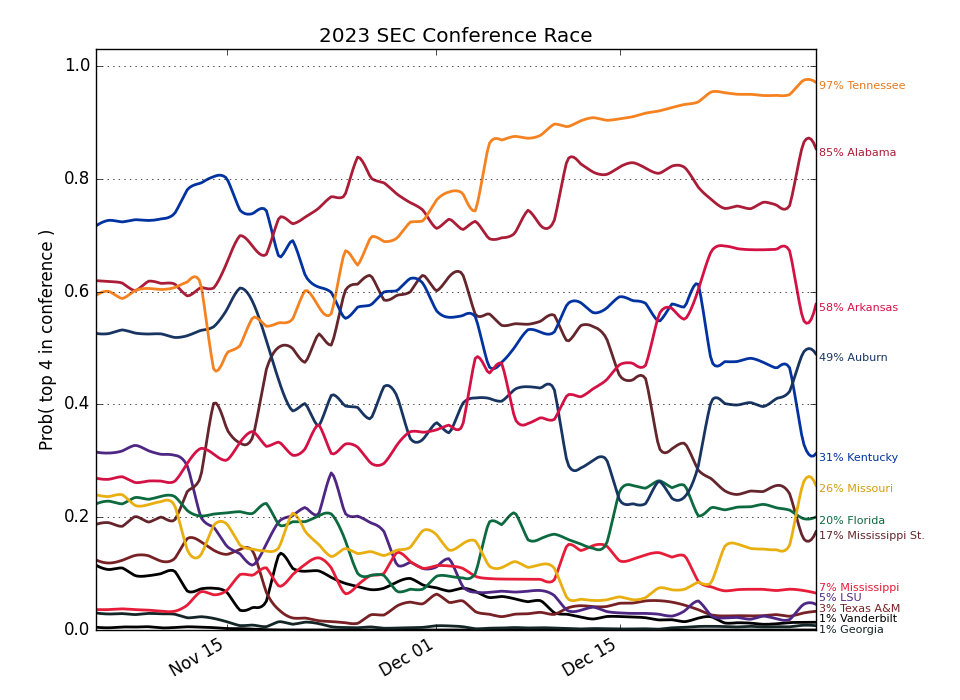 2023 SEC Conference Race
Prob( top 4 in conference )
1.0
0.8
0.6
0.4
0.2
0.0
Nov 15
Dec 01
Dec 15
97% Tennessee
85% Alabama
58% Arkansas
49% Auburn
31% Kentucky
26% Missouri
20% Florida
17% Mississippi St.
7% Mississippi
5% LSU
3% Texas A&M
1% Vanderbilt
1% Georgia